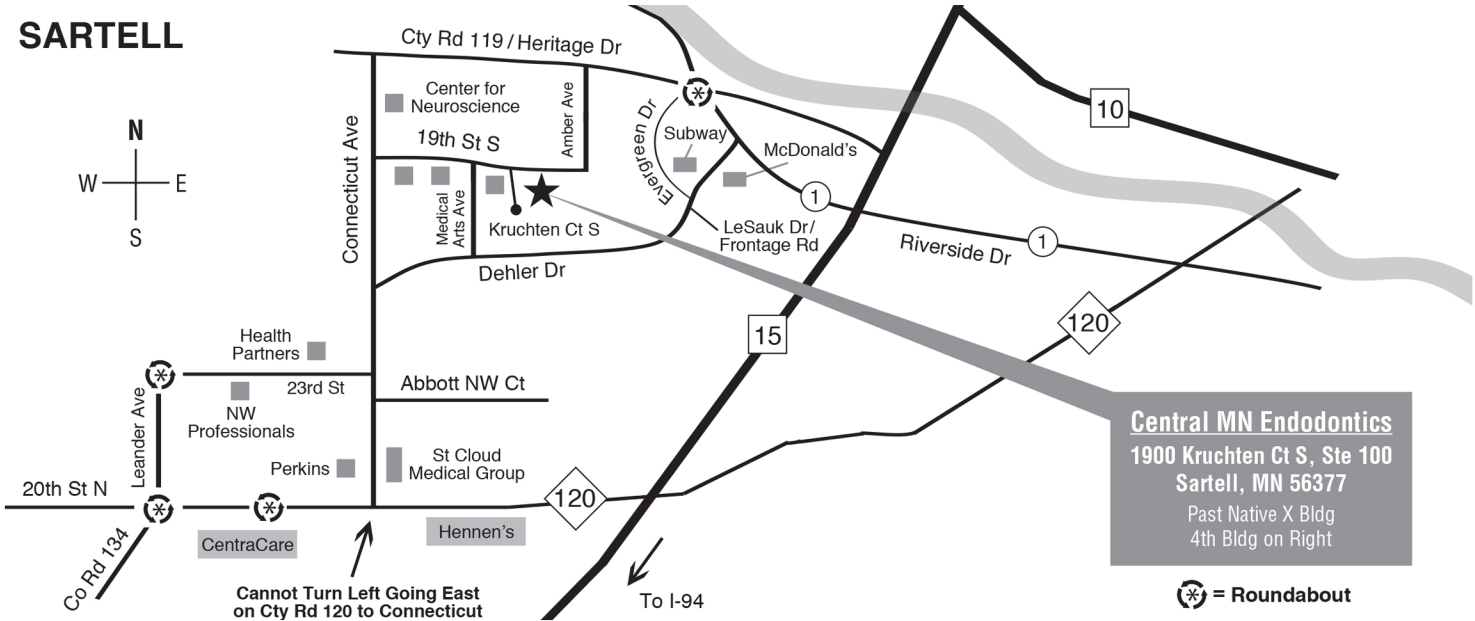 SARTELL
Cty Rd 119 / Heritage Dr
10
Center for
Neuroscience
Amber Ave
Evergreen Dr
Subway
McDonald's
N
W
E
S
Connecticut Ave
19th St S
Medical
Arts Ave
Kruchten Ct S
1
LeSauk Dr/
Frontage Rd
Riverside Dr
1
Dehler Dr
15
120
Health
Partners
23rd St
Abbott NW Ct
NW
Professionals
Leander Ave
Perkins
St Cloud
Medical Group
20th St N
120
CentraCare
Hennen's
Co Rd 134
Cannot Turn Left Going East
on Cty Rd 120 to Connecticut
To I-94
Central MN Endodontics
1900 Kruchten Ct S, Ste 100
Sartell, MN 56377
Past Native X Bldg
4th Bldg on Right
= Roundabout